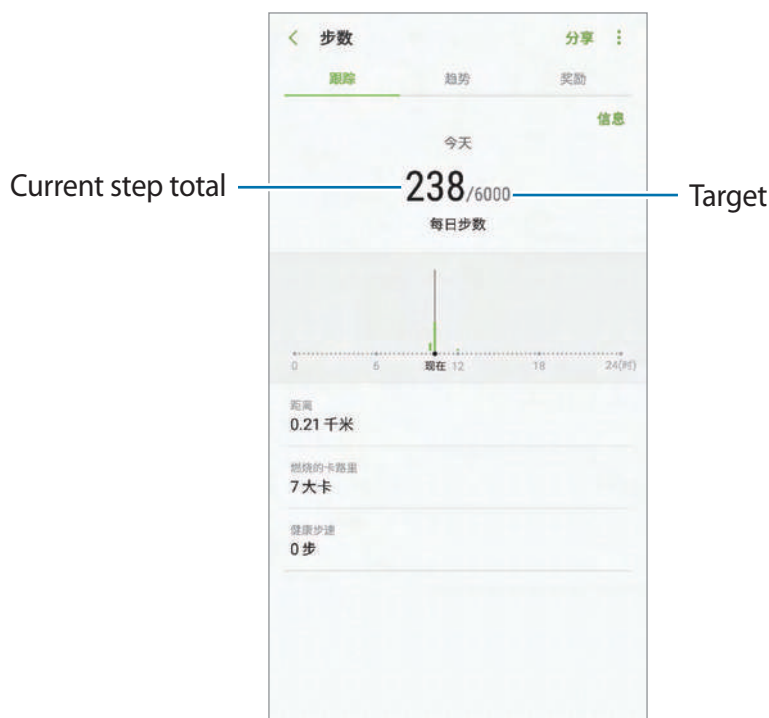 步数 分享
跟踪 趋势 奖励
信息
今天
Current step total 238/6000 Target
每日步数
0 6 现在 12 18 24(时)
距离
0.21 千米
燃烧的卡路里
7 大卡
健康步速
0 步